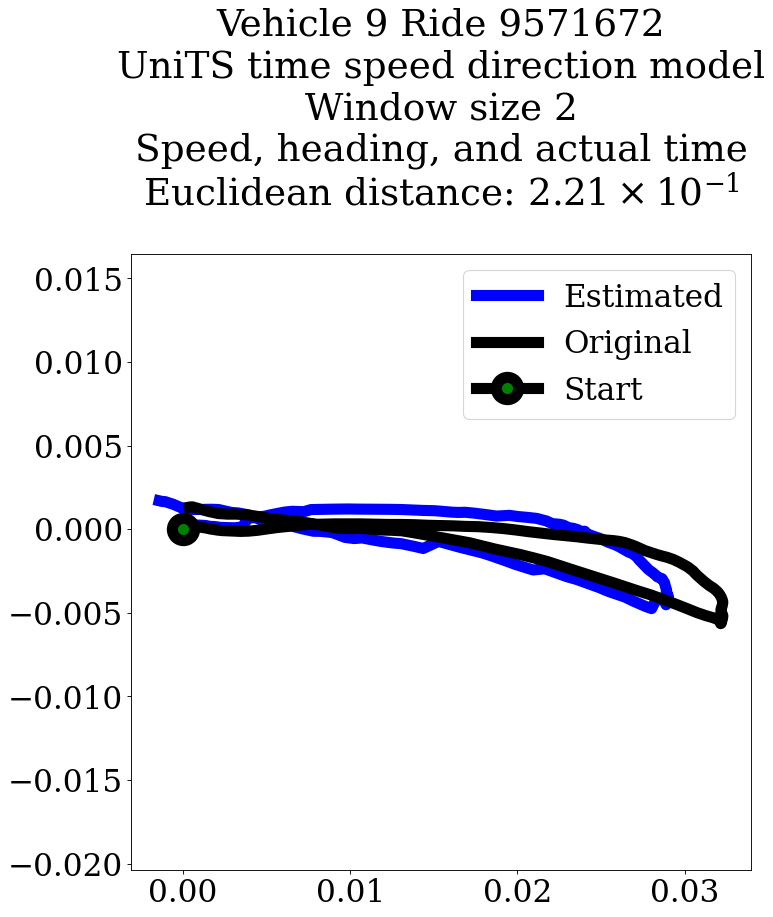 Vehicle 9 Ride 9571672
UniTS time speed direction model
Window size 2
Speed, heading, and actual time
Euclidean distance: 2.21 × 10⁻¹
Estimated
Original
Start
0.015
0.010
0.005
0.000
−0.005
−0.010
−0.015
−0.020
0.00 0.01 0.02 0.03